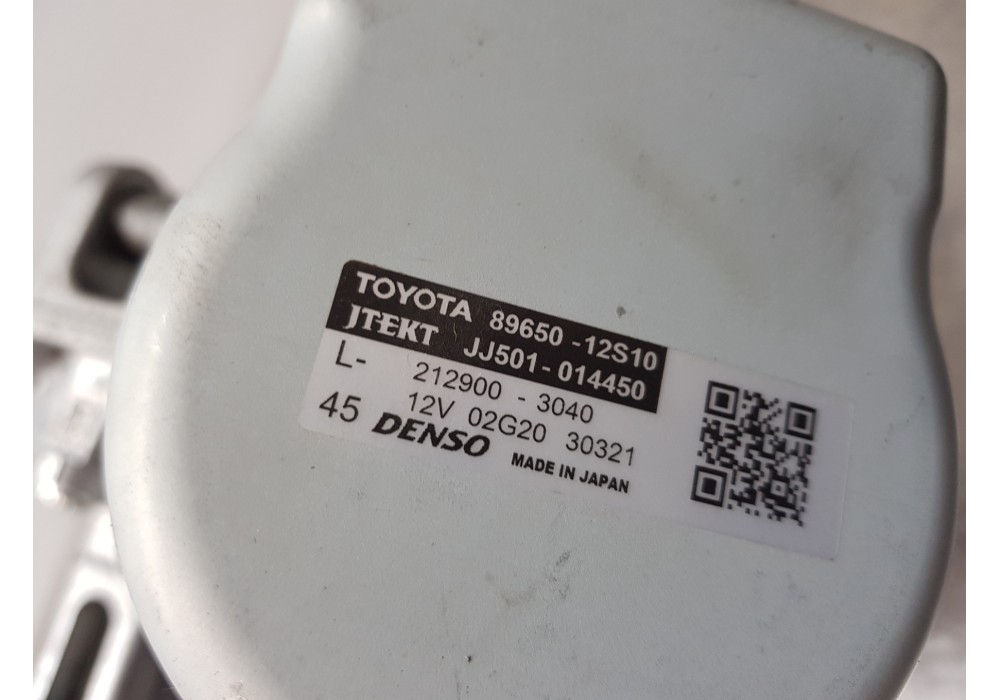 TOYOTA 89650-12S10
JTEKT JJ501-014450
L- 212900 - 3040
45 12V 02G20 30321
DENSO MADE IN JAPAN